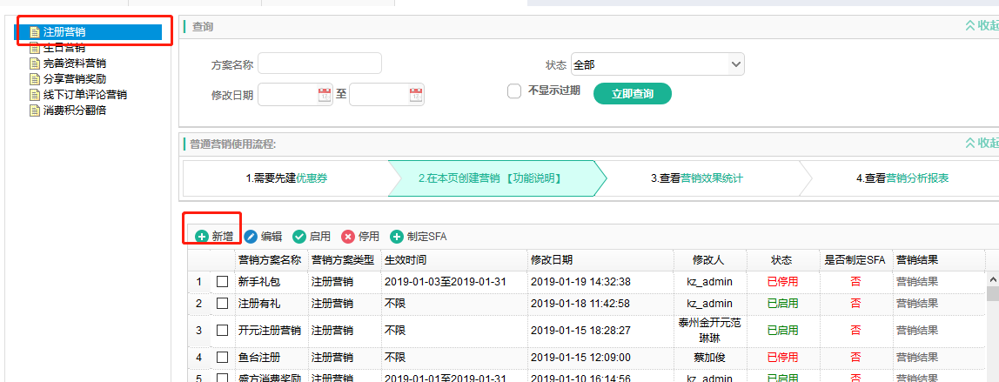 注册营销
生日营销
完善资料营销
分享营销奖励
线下订单评论营销
消费积分翻倍
查询
收起
方案名称
状态 全部
修改日期 至
不显示过期 立即查询
普通营销使用流程:
收起
1.需要先建优惠券 2.在本页创建营销 【功能说明】 3.查看营销效果统计 4.查看营销分析报表
新增 编辑 启用 停用 制定SFA
营销方案名称 营销方案类型 生效时间 修改日期 修改人 状态 是否制定SFA 营销结果
1 新手礼包 注册营销 2019-01-03至2019-01-31 2019-01-19 14:32:38 kz_admin 已停用 否 营销结果
2 注册有礼 注册营销 不限 2019-01-18 11:42:58 kz_admin 已启用 否 营销结果
3 开元注册营销 注册营销 不限 2019-01-15 18:28:27 泰州金开元范琳琳 已启用 否 营销结果
4 鱼台注册 注册营销 不限 2019-01-15 12:09:00 蔡加俊 已停用 否 营销结果
5 盛方消费奖励 注册营销 2019-01-01至2019-01-31 2019-01-10 16:14:56 kz_admin 已启用 否 营销结果